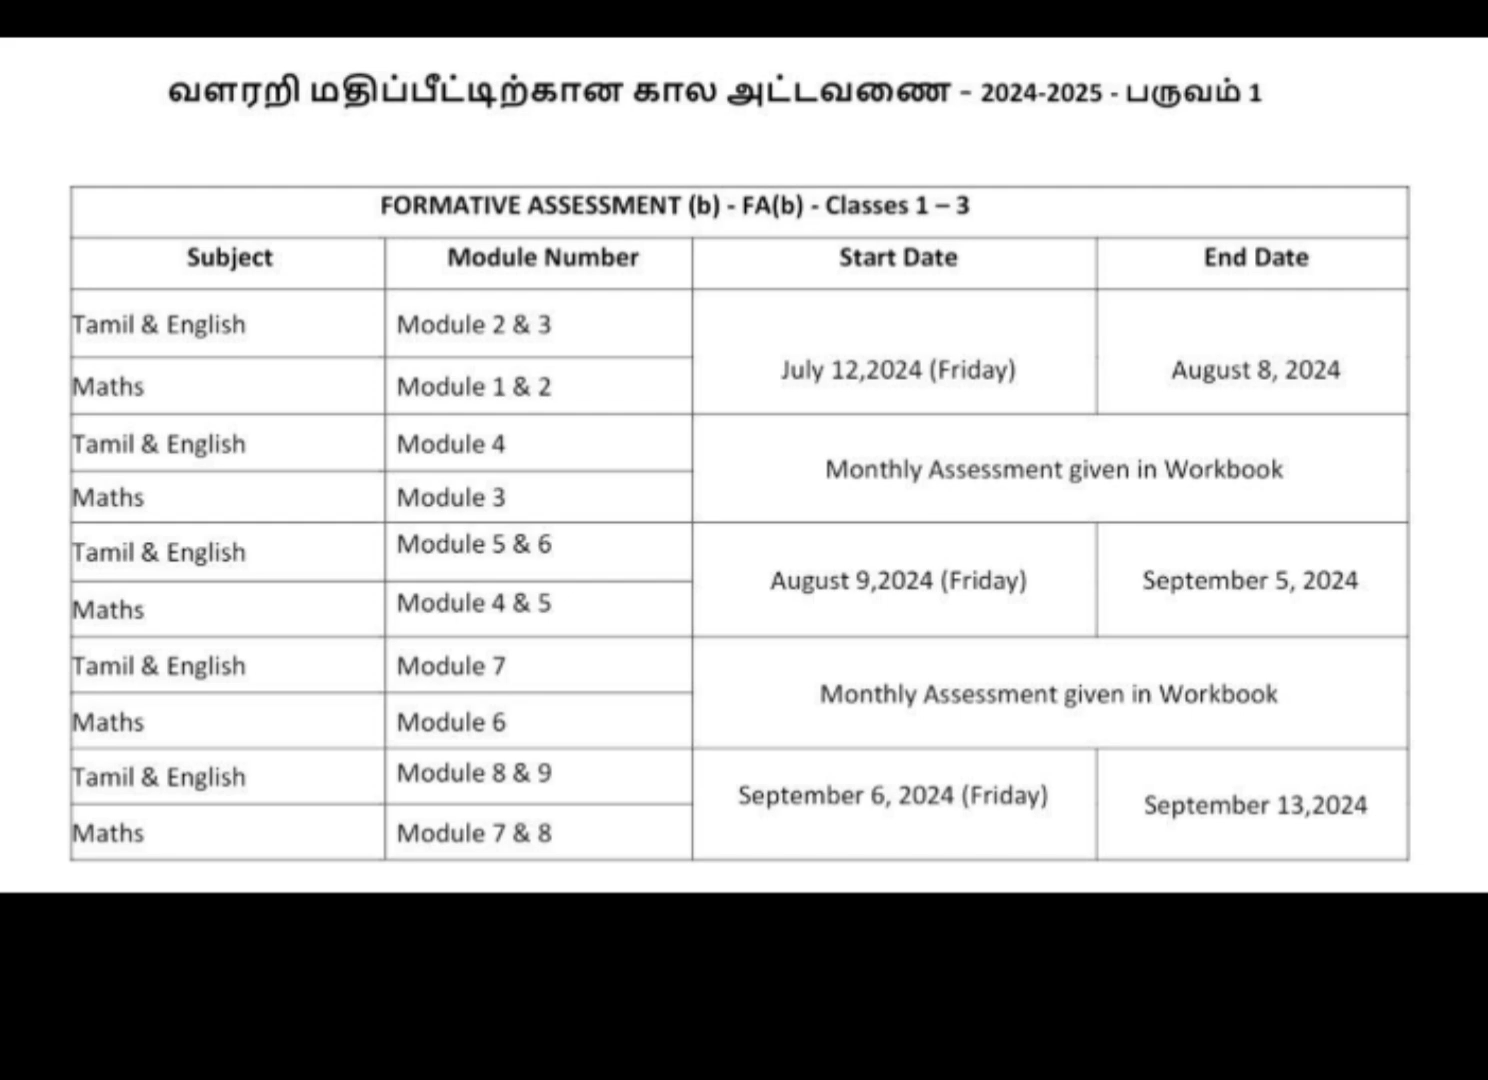 வளரறி மதிப்பீட்டிற்கான கால அட்டவணை - 2024-2025 - பருவம் 1
FORMATIVE ASSESSMENT (b) - FA(b) - Classes 1 – 3
Subject Module Number Start Date End Date
Tamil & English Module 2 & 3
July 12,2024 (Friday) August 8, 2024
Maths Module 1 & 2
Tamil & English Module 4
Monthly Assessment given in Workbook
Maths Module 3
Tamil & English Module 5 & 6
August 9,2024 (Friday) September 5, 2024
Maths Module 4 & 5
Tamil & English Module 7
Monthly Assessment given in Workbook
Maths Module 6
Tamil & English Module 8 & 9
September 6, 2024 (Friday) September 13,2024
Maths Module 7 & 8